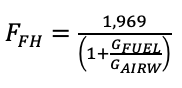 F_FH = 1,969 / (1+ G_FUEL / G_AIRW)